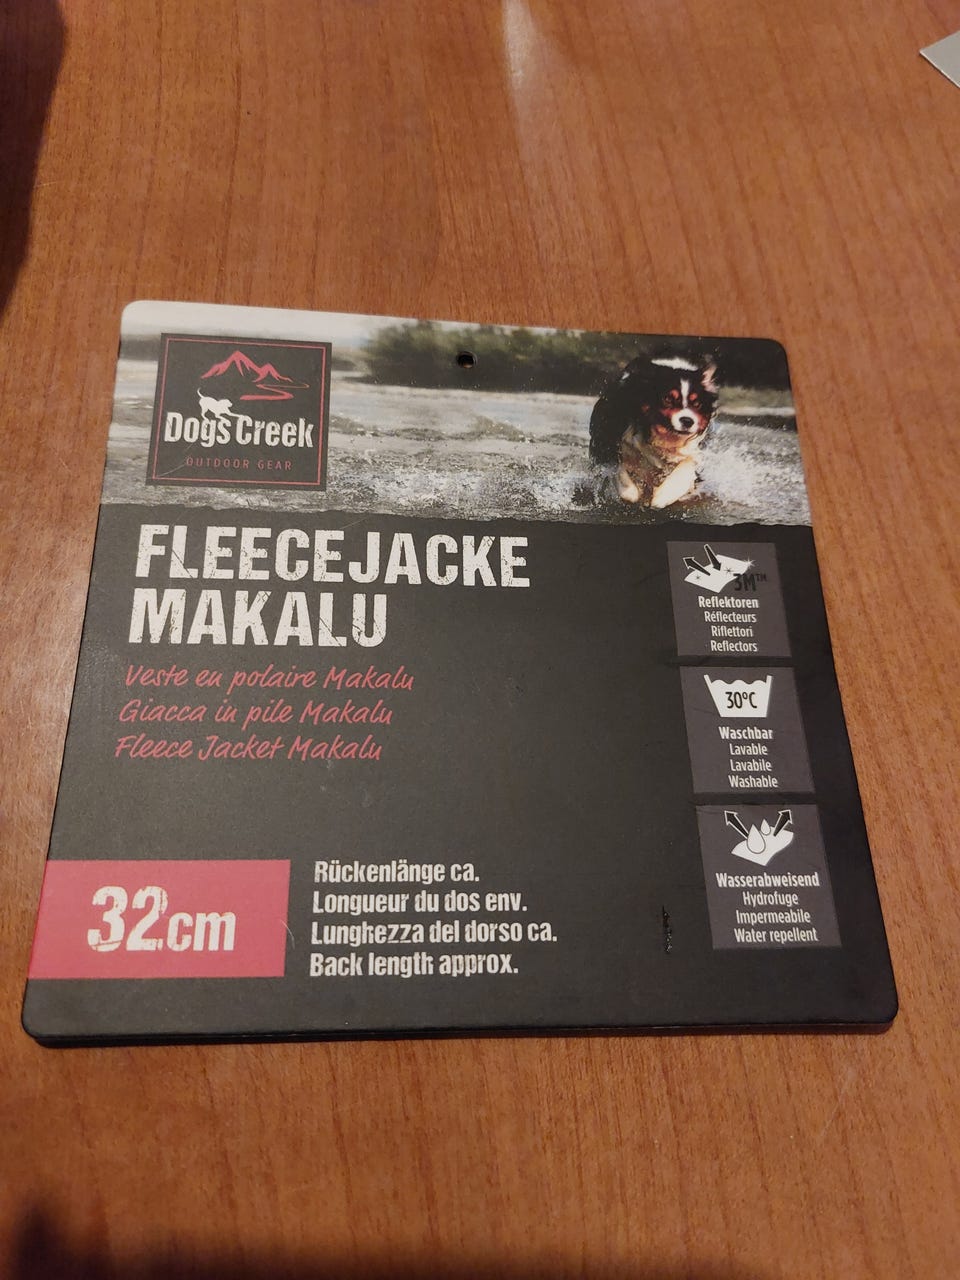 Dogs Creek
OUTDOOR GEAR
FLEECEJACKE
MAKALU
Veste en polaire Makalu
Giacca in pile Makalu
Fleece Jacket Makalu
32cm
Rückenlänge ca.
Longueur du dos env.
Lunghezza del dorso ca.
Back length approx.
3M™
Reflektoren
Réflecteurs
Riflettori
Reflectors
30°C
Waschbar
Lavable
Lavabile
Washable
Wasserabweisend
Hydrofuge
Impermeabile
Water repellent